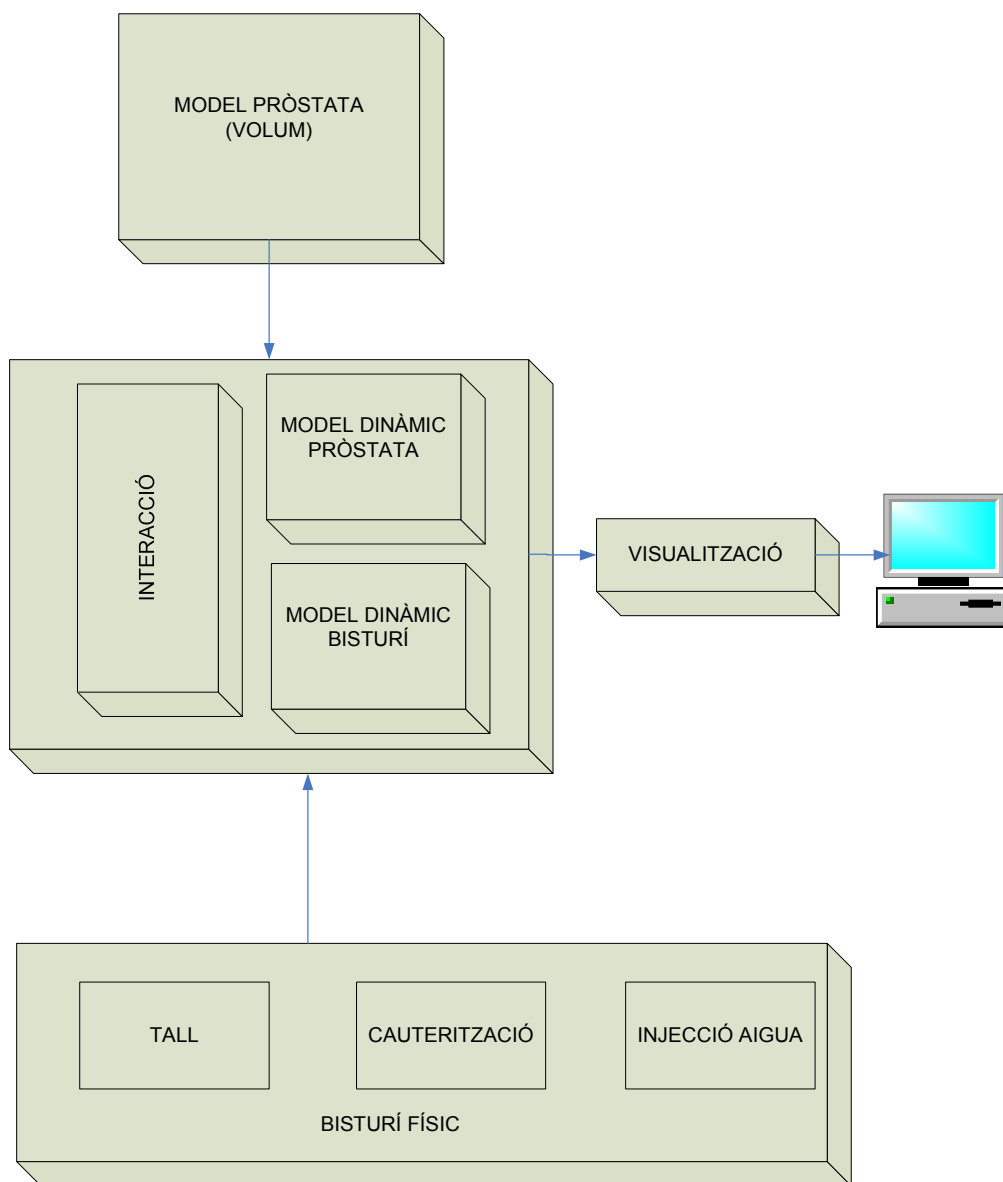 MODEL PRÒSTATA
(VOLUM)
INTERACCIÓ
MODEL DINÀMIC
PRÒSTATA
MODEL DINÀMIC
BISTURÍ
VISUALITZACIÓ
TALL
CAUTERITZACIÓ
INJECCIÓ AIGUA
BISTURÍ FÍSIC